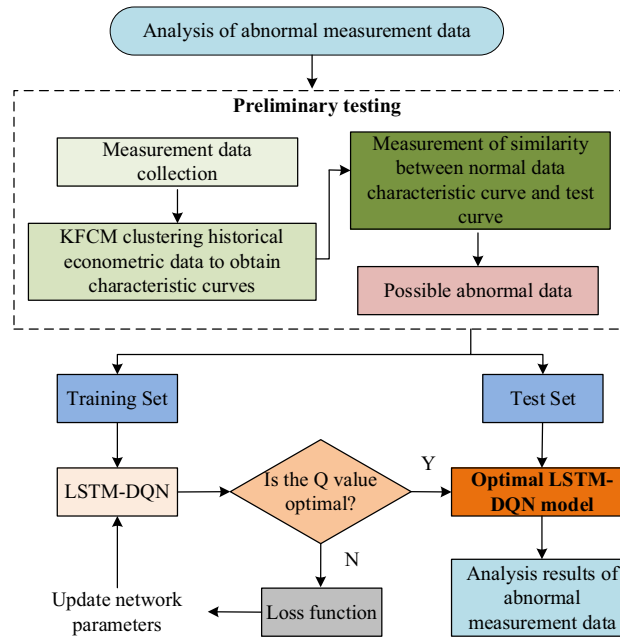 Analysis of abnormal measurement data
Preliminary testing
Measurement data
collection
KFCM clustering historical
econometric data to obtain
characteristic curves
Measurement of similarity
between normal data
characteristic curve and test
curve
Possible abnormal data
Training Set
Test Set
LSTM-DQN
Is the Q value
optimal?
Y
Optimal LSTM-
DQN model
N
Update network
parameters
Loss function
Analysis results of
abnormal
measurement data